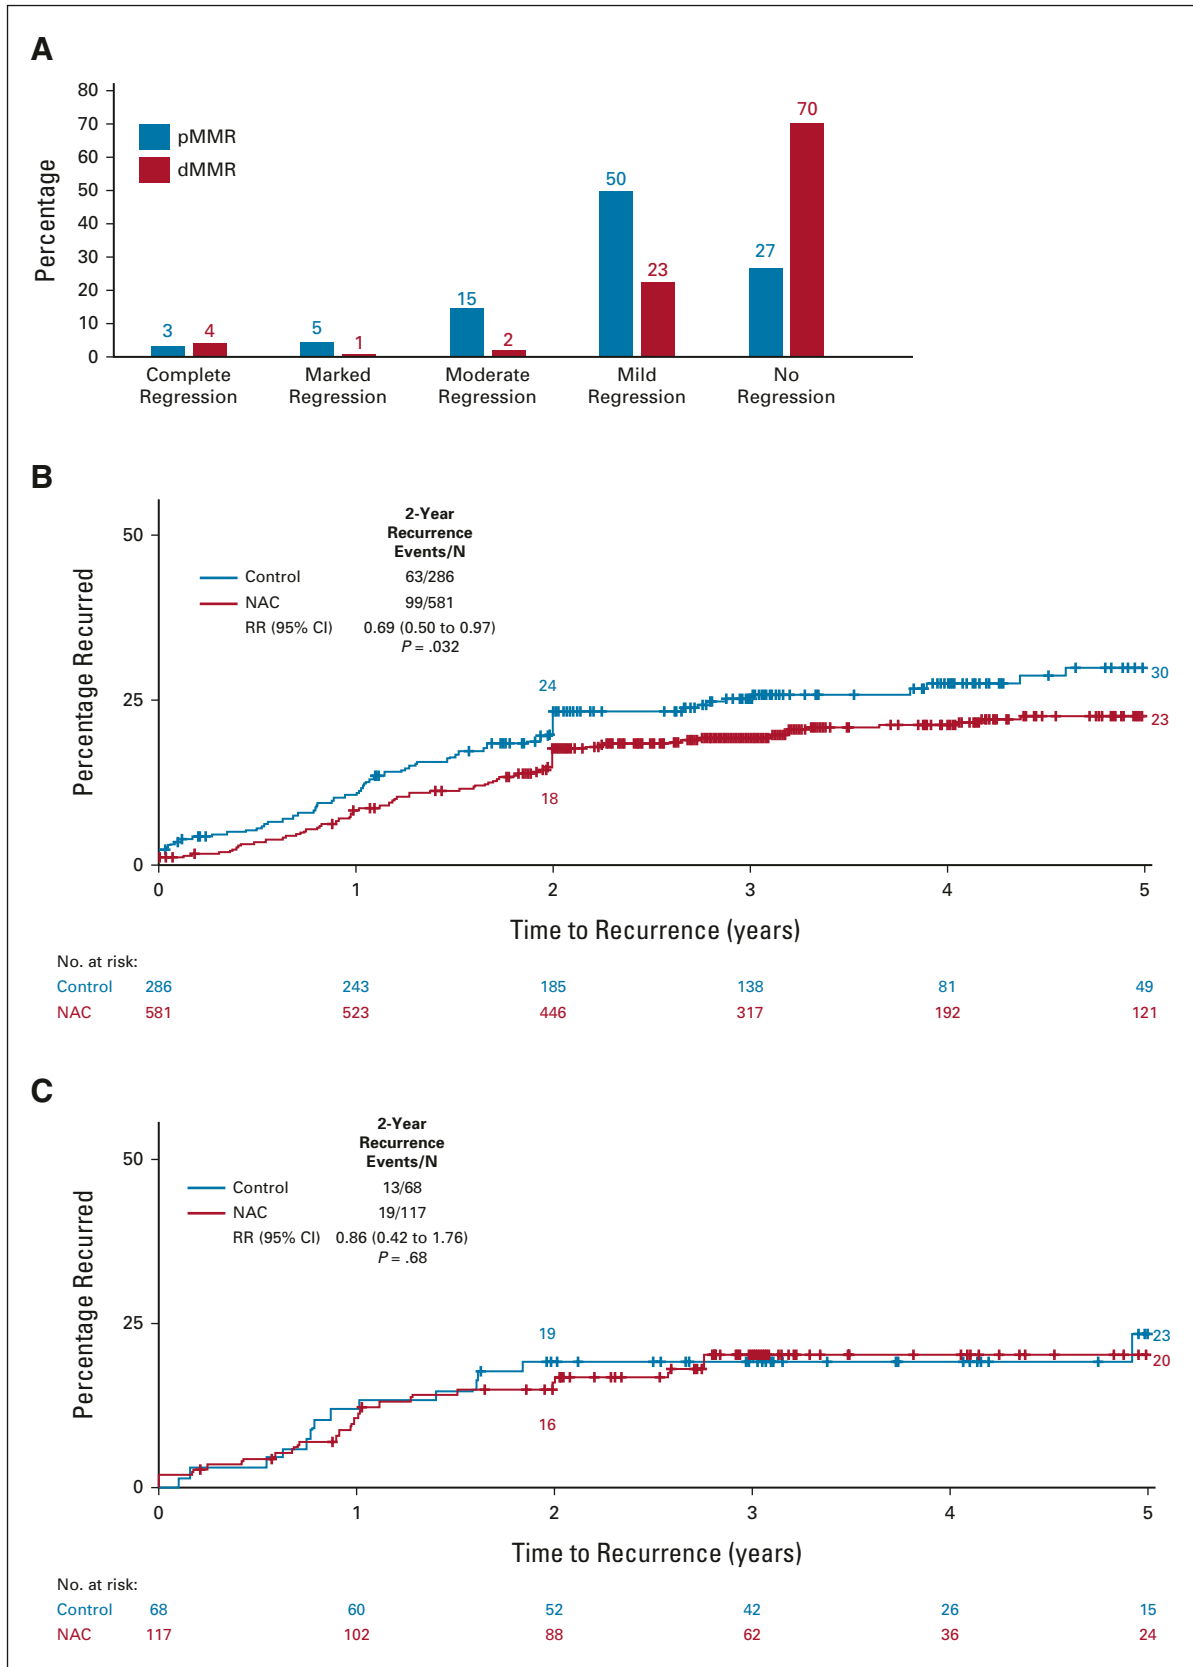 A
80
70
60
50
40
30
20
10
0
Percentage
pMMR
dMMR
3
4
5
1
15
2
50
23
27
70
Complete
Regression
Marked
Regression
Moderate
Regression
Mild
Regression
No
Regression
B
50
25
0
Percentage Recurred
2-Year
Recurrence
Events/N
Control 63/286
NAC 99/581
RR (95% CI) 0.69 (0.50 to 0.97)
P = .032
24
18
30
23
0 1 2 3 4 5
Time to Recurrence (years)
No. at risk:
Control 286 243 185 138 81 49
NAC 581 523 446 317 192 121
C
50
25
0
Percentage Recurred
2-Year
Recurrence
Events/N
Control 13/68
NAC 19/117
RR (95% CI) 0.86 (0.42 to 1.76)
P = .68
19
16
23
20
0 1 2 3 4 5
Time to Recurrence (years)
No. at risk:
Control 68 60 52 42 26 15
NAC 117 102 88 62 36 24